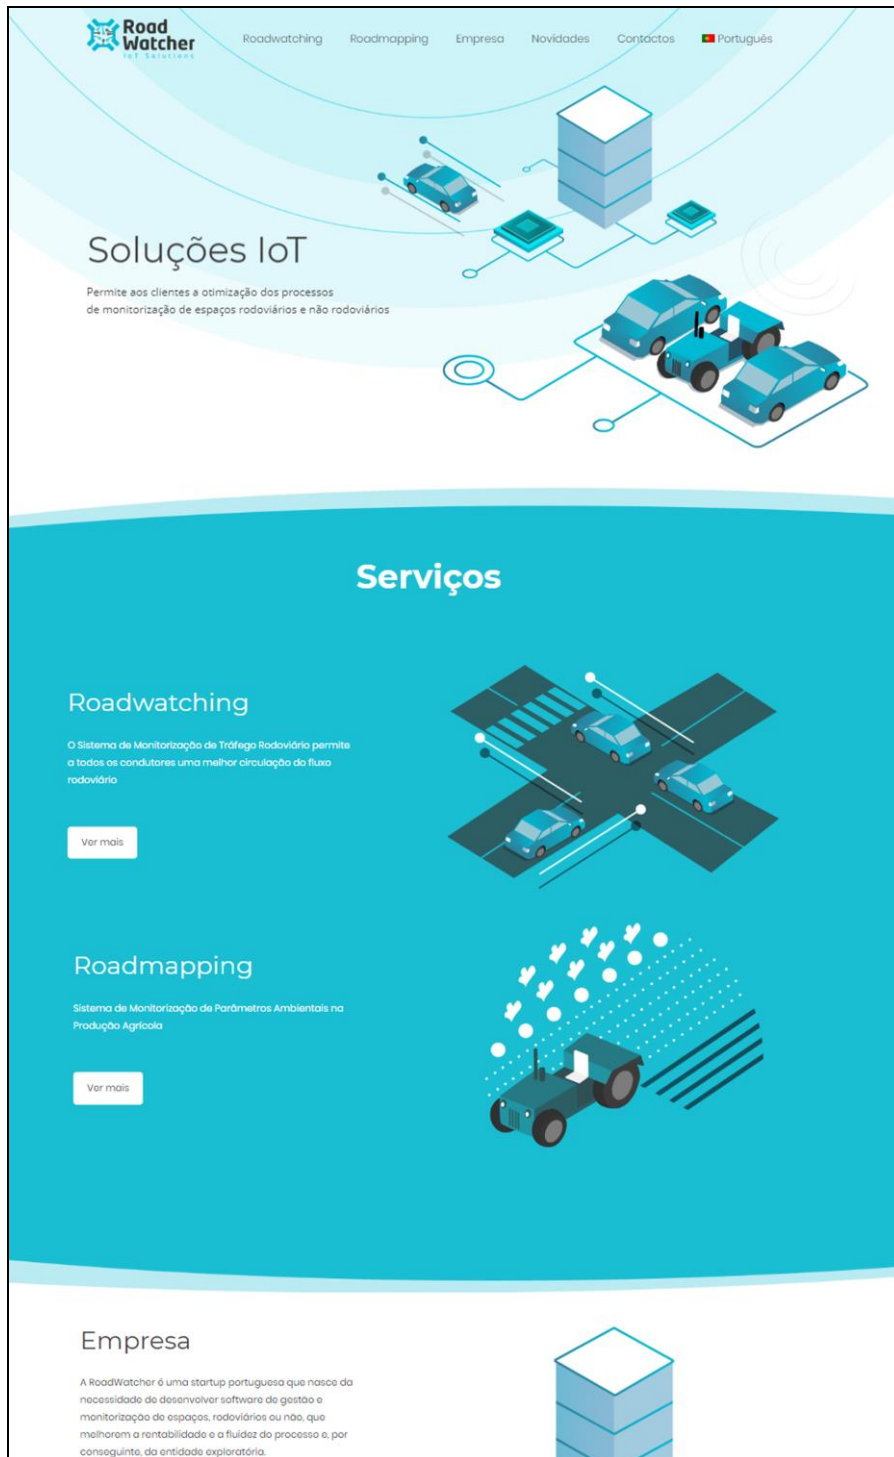 Road
Watcher
IoT Solutions
Roadwatching
Roadmapping
Empresa
Novidades
Contactos
Português
Soluções IoT
Permite aos clientes a otimização dos processos
de monitorização de espaços rodoviários e não rodoviários
Serviços
Roadwatching
O Sistema de Monitorização de Tráfego Rodoviário permite
a todos os condutores uma melhor circulação do fluxo
rodoviário
Ver mais
Roadmapping
Sistema de Monitorização de Parâmetros Ambientais na
Produção Agrícola
Ver mais
Empresa
A RoadWatcher é uma startup portuguesa que nasce da
necessidade de desenvolver software de gestão e
monitorização de espaços, rodoviários ou não, que
melhorem a rentabilidade e a fluidez do processo e, por
conseguinte, da entidade exploratória.